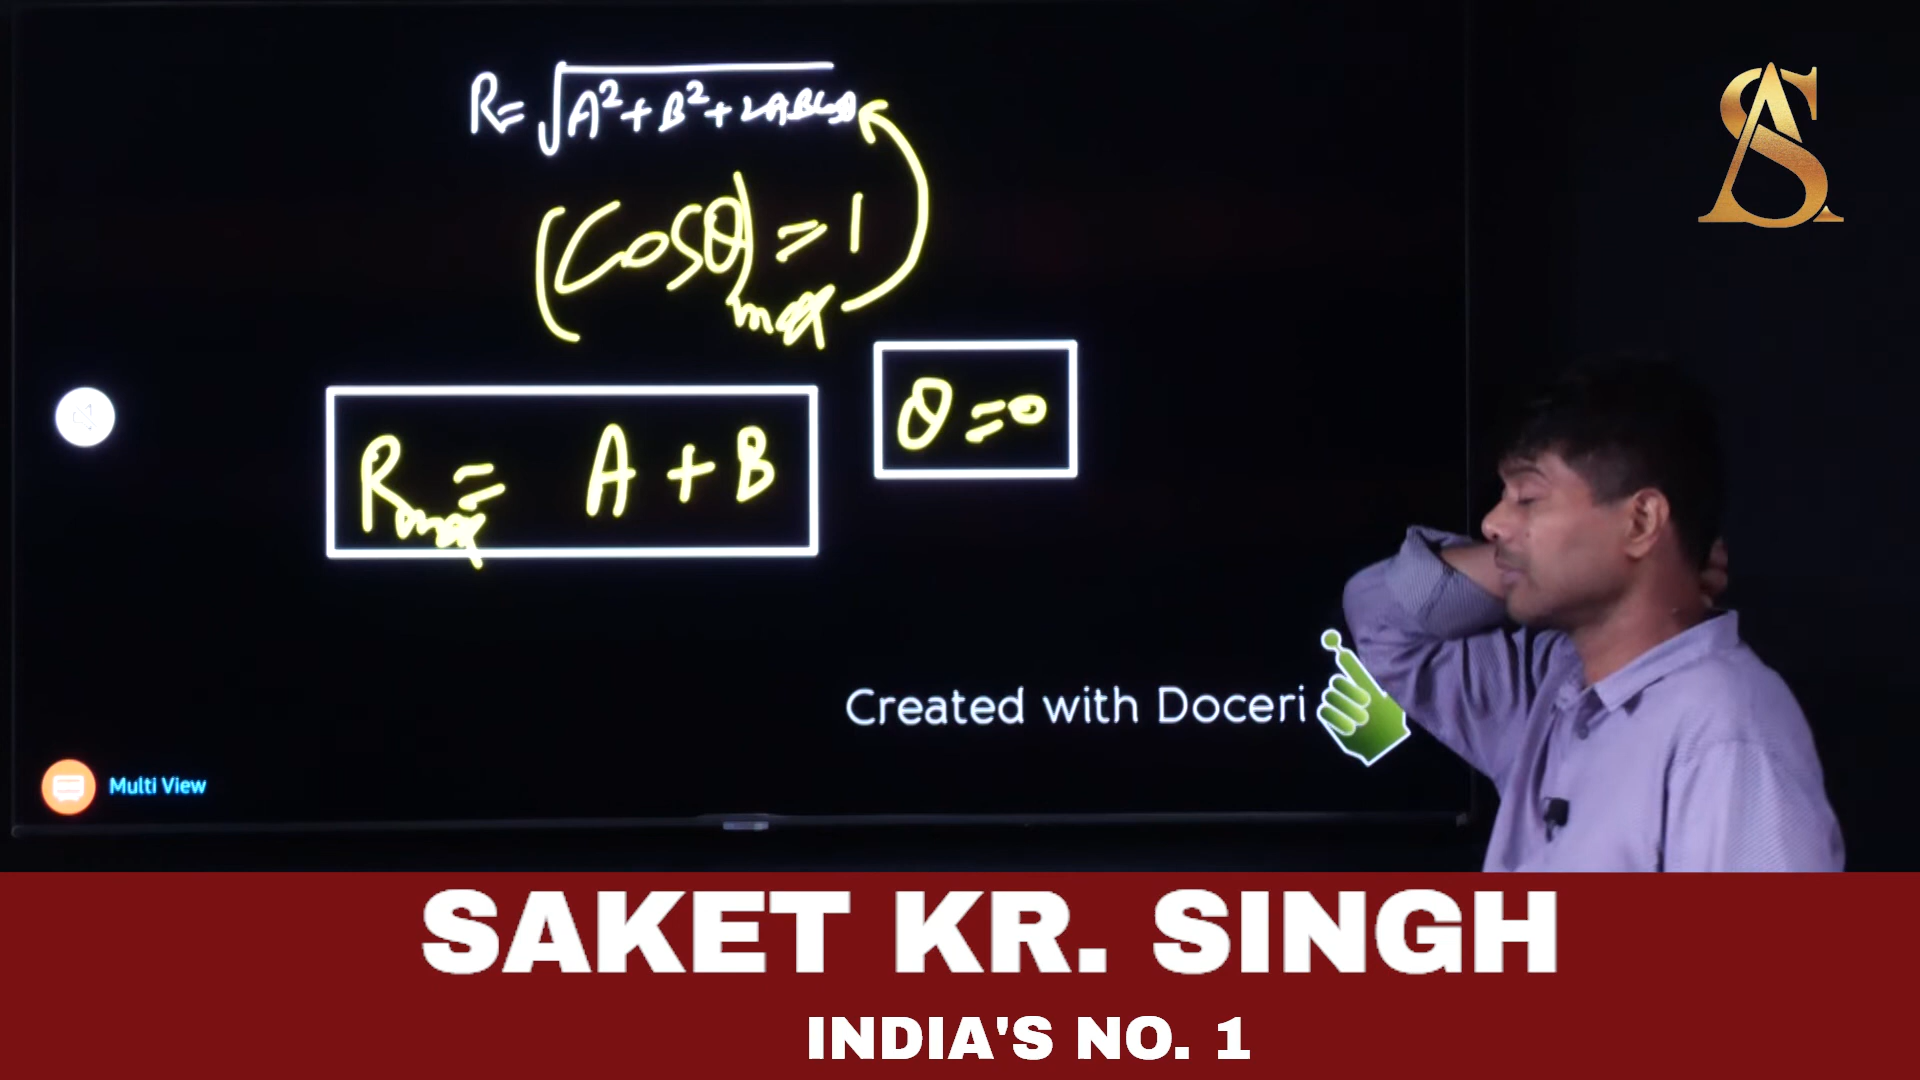 R= √A²+B²+2ABCosθ
(Cosθ)max = 1
θ=0
Rmax = A + B
Created with Doceri
Multi View
SAKET KR. SINGH
INDIA'S NO. 1